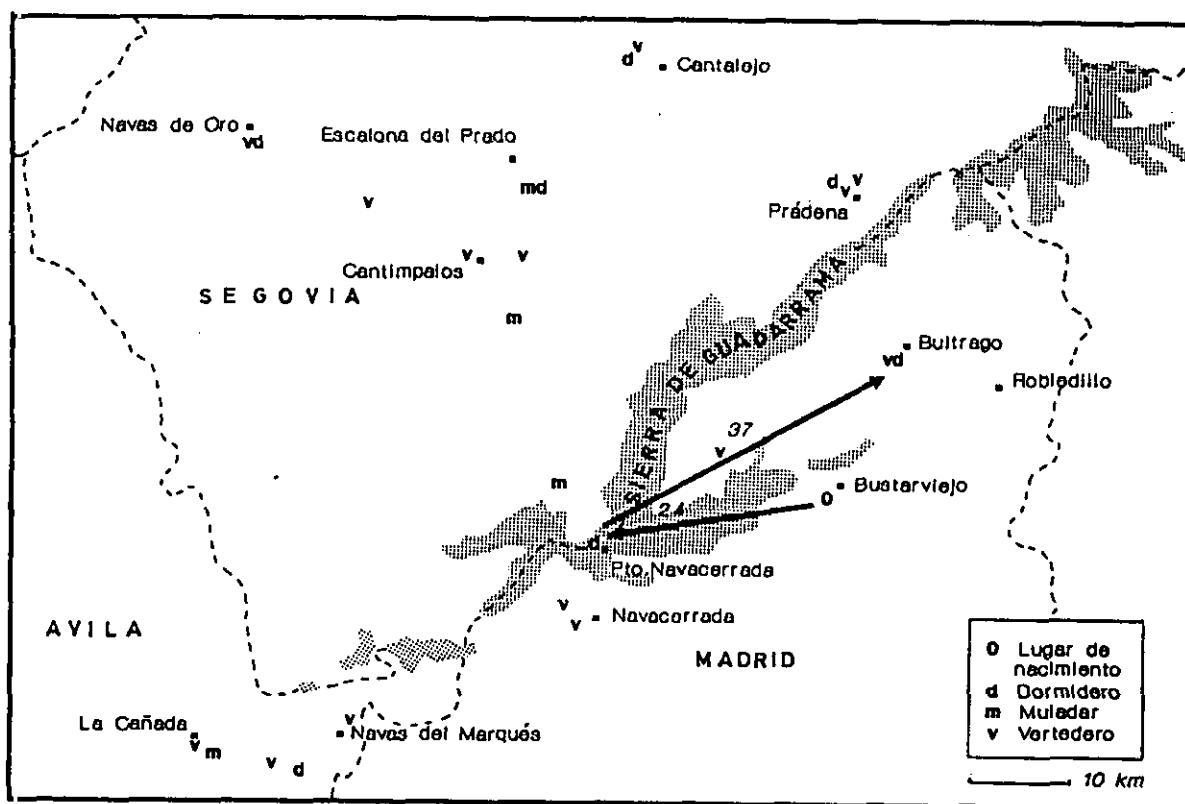 d v
Cantalejo
Navas de Oro
vd
Escalona del Prado
md
v
d v v
Prádena
v
Cantimpalos
v
SEGOVIA
m
SIERRA DE GUADARRAMA
Buitrago
vd
Robledillo
37
v
m
Bustarviejo
0
24
d
Pto. Navacerrada
v
v
Navacerrada
AVILA
MADRID
0 Lugar de
nacimiento
d Dormidero
m Muladar
v Vertedero
La Cañada
v m
v
Navas del Marqués
v d
10 km